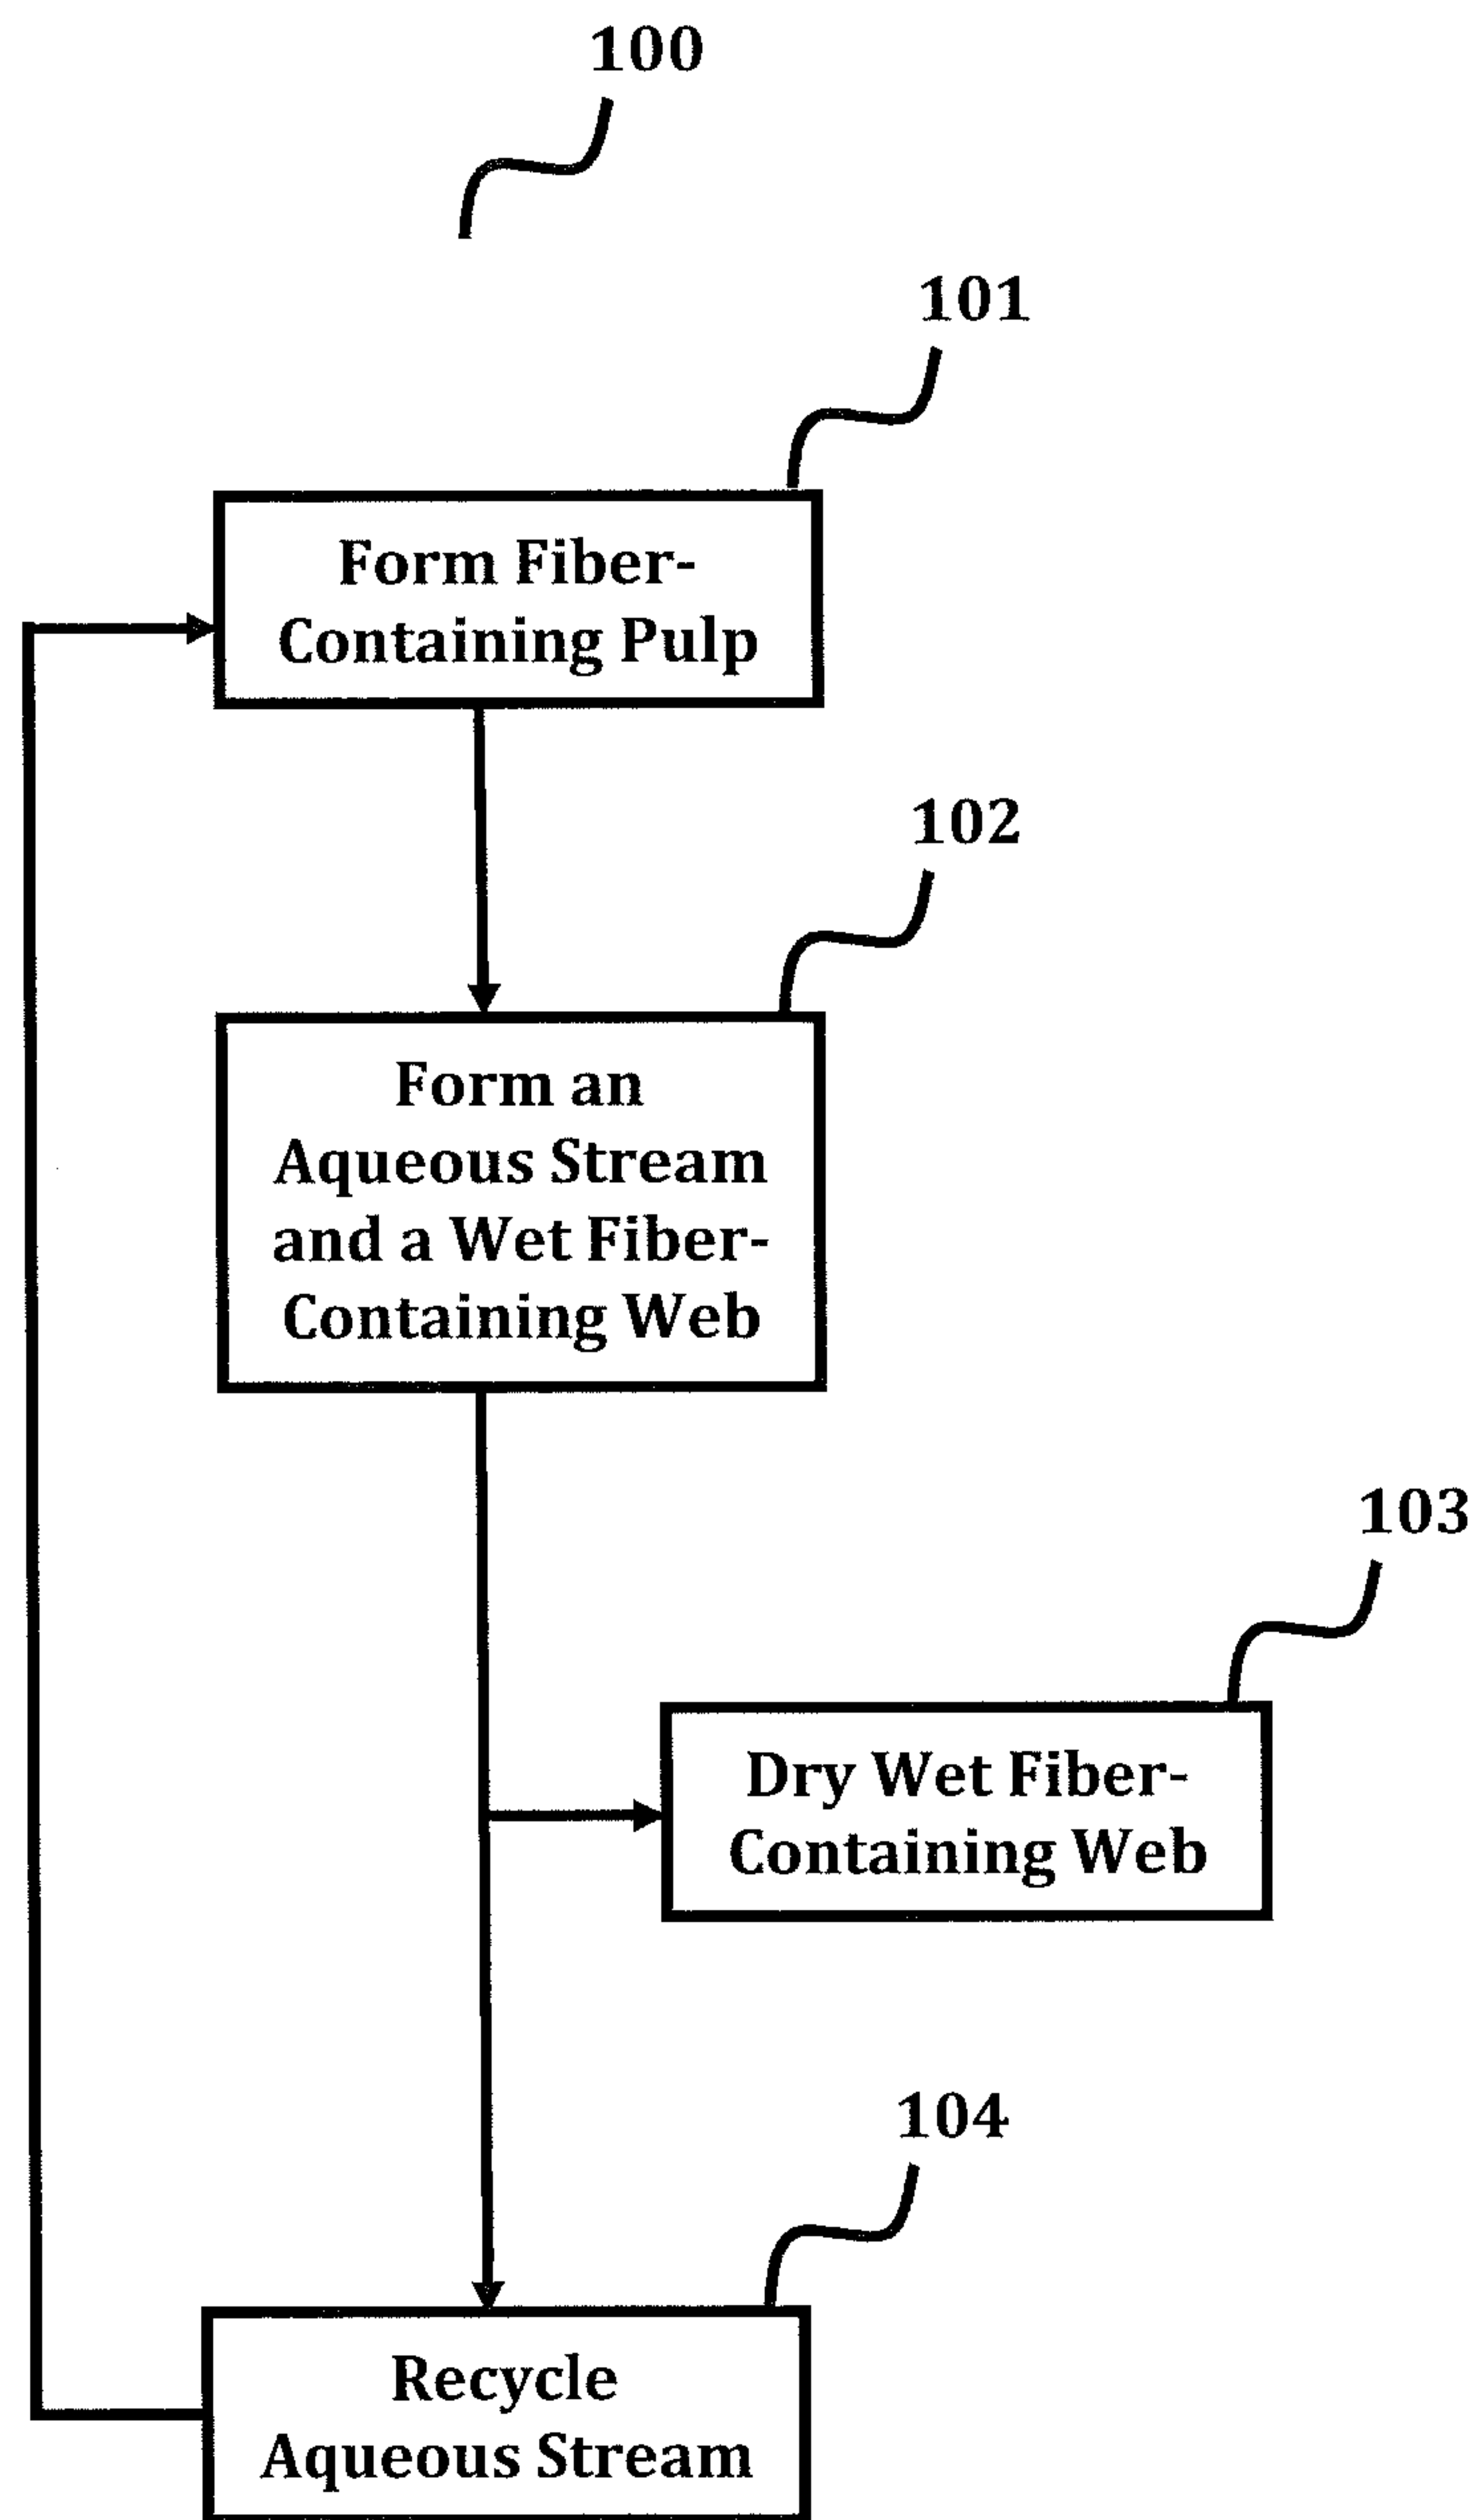 100
101
Form Fiber-
Containing Pulp
102
Form an
Aqueous Stream
and a Wet Fiber-
Containing Web
103
Dry Wet Fiber-
Containing Web
104
Recycle
Aqueous Stream